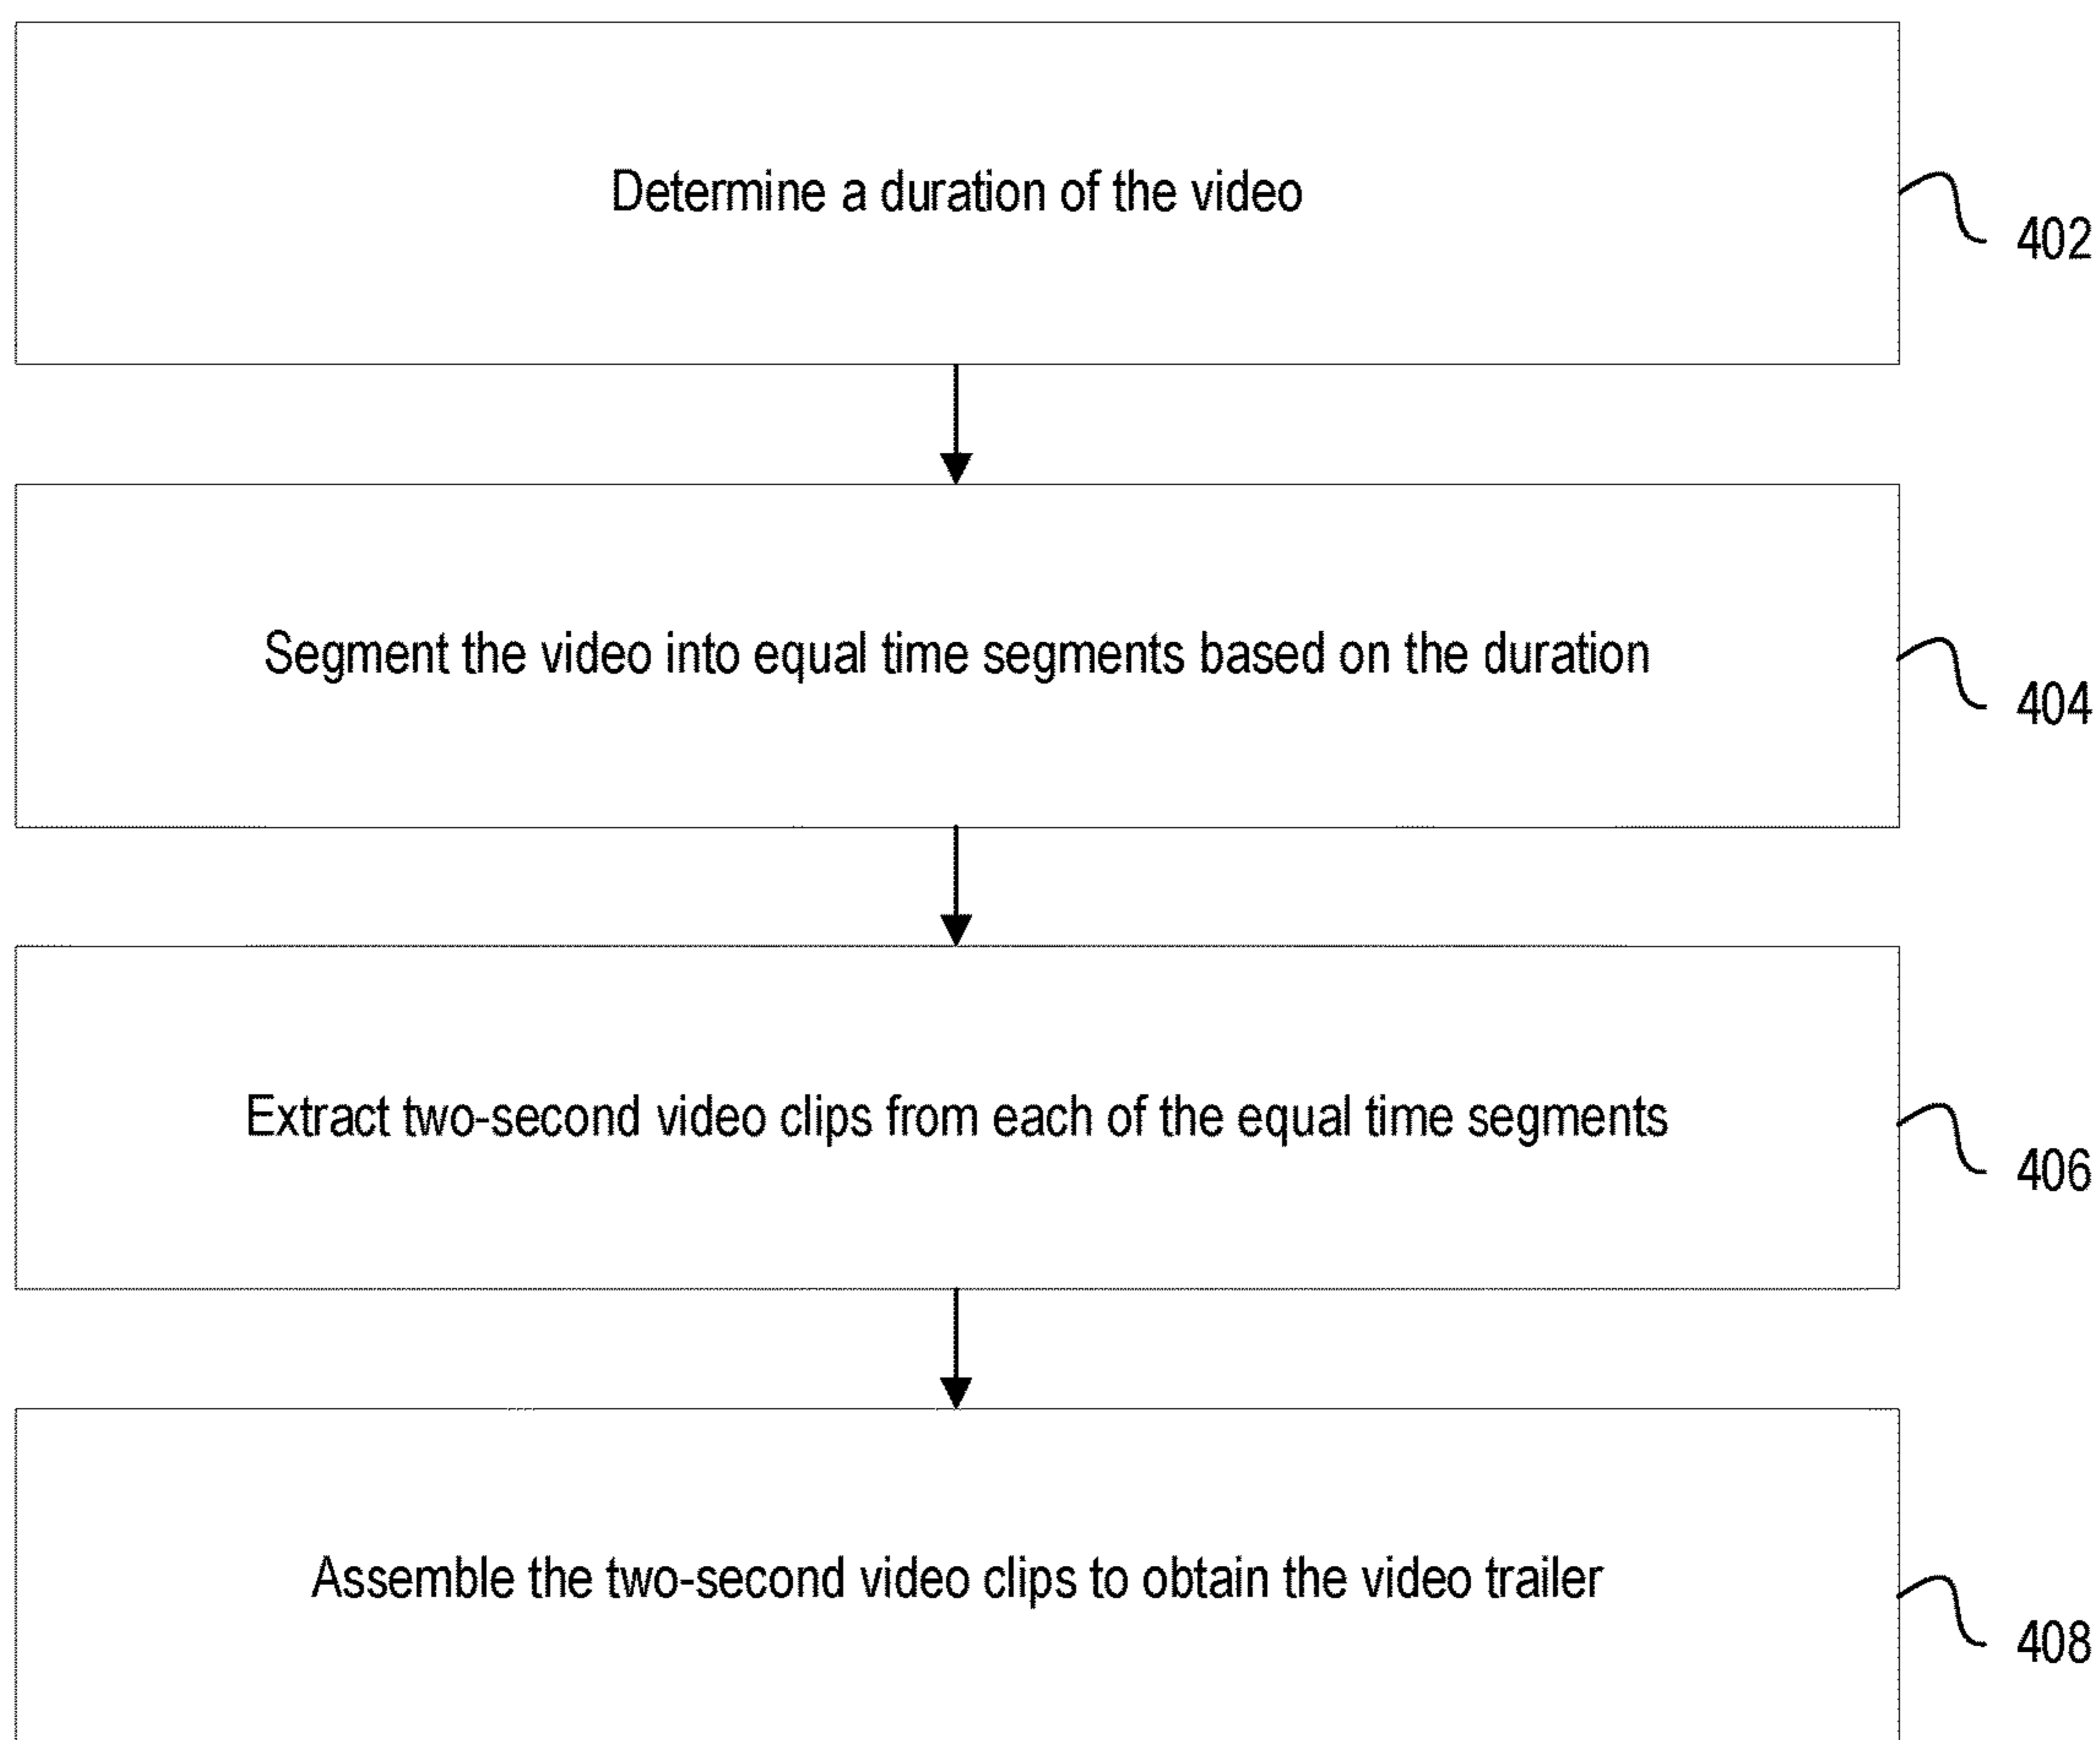 Determine a duration of the video
402
Segment the video into equal time segments based on the duration
404
Extract two-second video clips from each of the equal time segments
406
Assemble the two-second video clips to obtain the video trailer
408